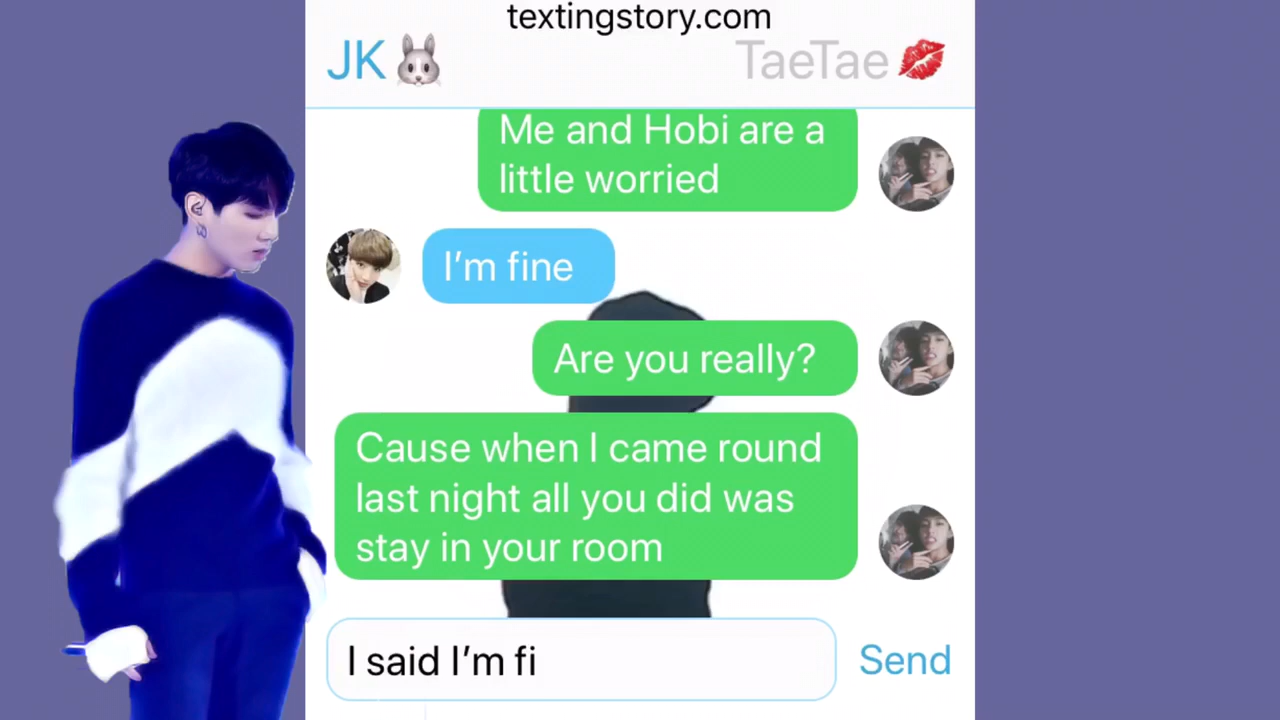 textingstory.com
JK🐰 TaeTae💋
Me and Hobi are a
little worried
I’m fine
Are you really?
Cause when I came round
last night all you did was
stay in your room
I said I’m fi
Send